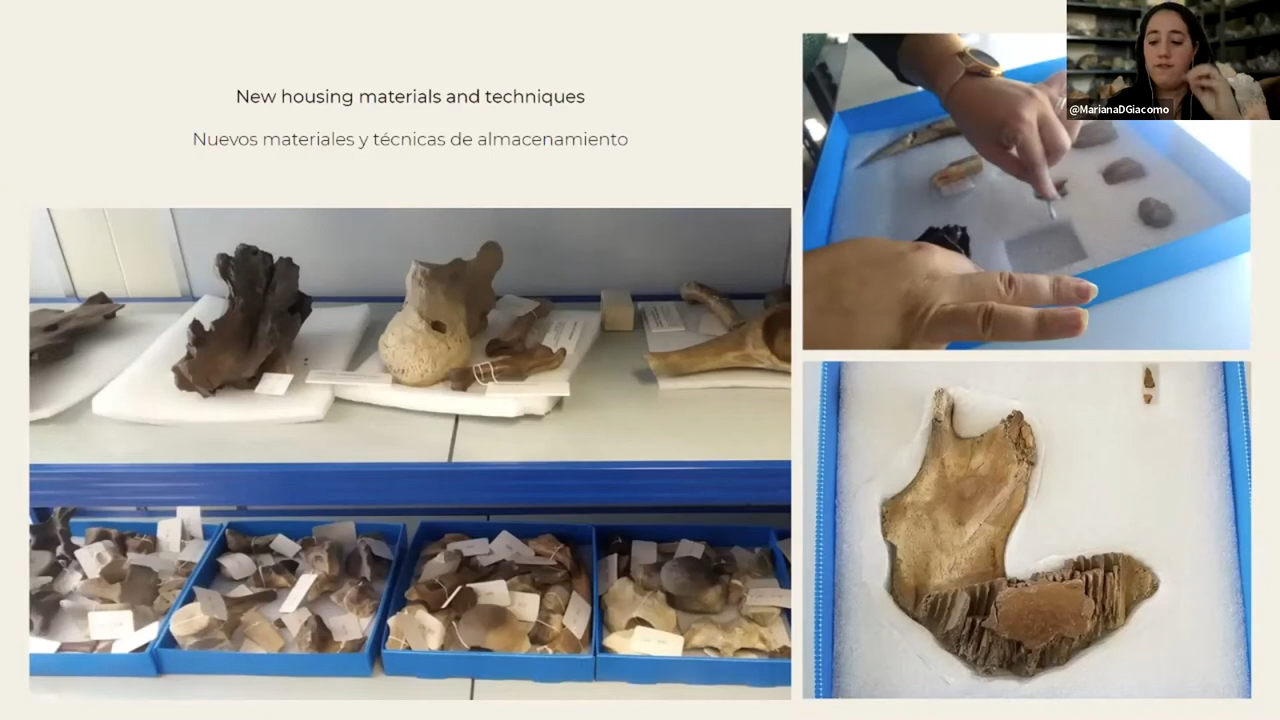 New housing materials and techniques
Nuevos materiales y técnicas de almacenamiento
@MarianaDGiacomo